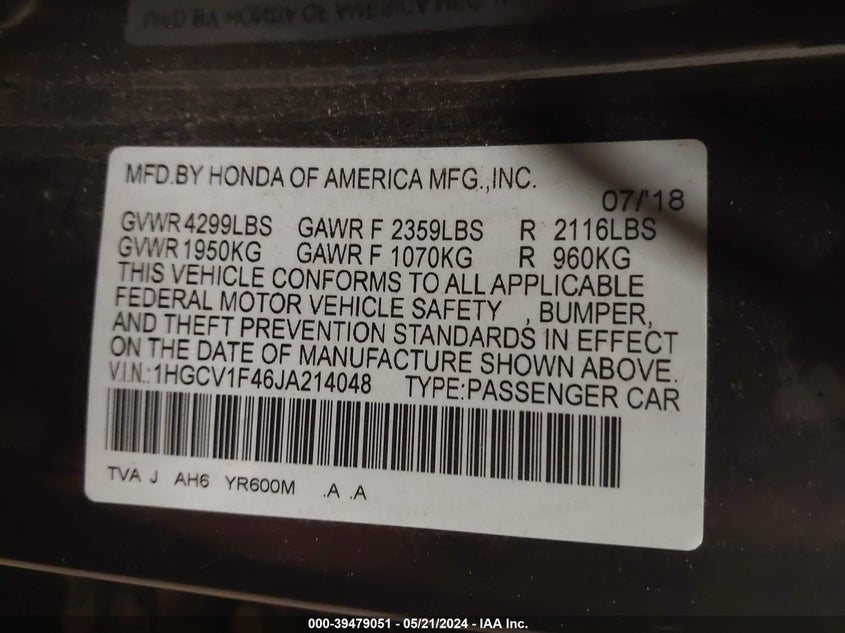 MFD.BY HONDA OF AMERICA MFG.,INC.
07/'18
GVWR 4299LBS GAWR F 2359LBS R 2116LBS
GVWR 1950KG GAWR F 1070KG R 960KG
THIS VEHICLE CONFORMS TO ALL APPLICABLE
FEDERAL MOTOR VEHICLE SAFETY , BUMPER,
AND THEFT PREVENTION STANDARDS IN EFFECT
ON THE DATE OF MANUFACTURE SHOWN ABOVE.
V.I.N.:1HGCV1F46JA214048 TYPE:PASSENGER CAR
TVA J AH6 YR600M .A .A
000-39479051 - 05/21/2024 - IAA Inc.